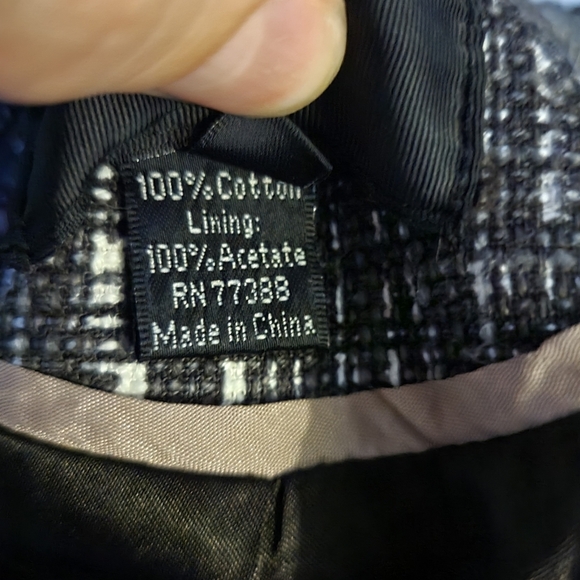 100% Cotton
Lining:
100% Acetate
RN 77388
Made in China